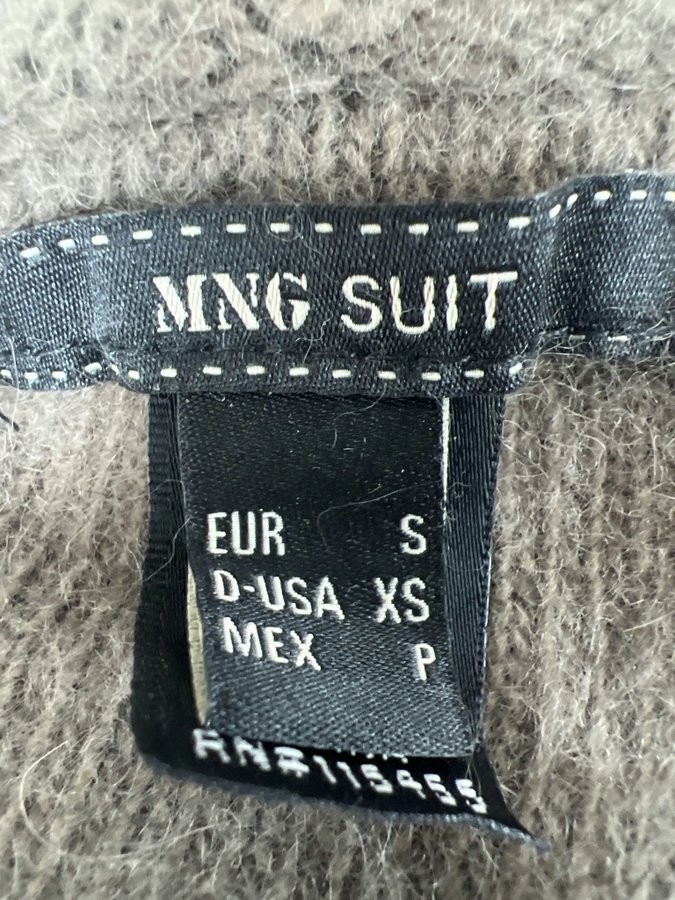 MNG SUIT
EUR S
D-USA XS
MEX P
RN#115455